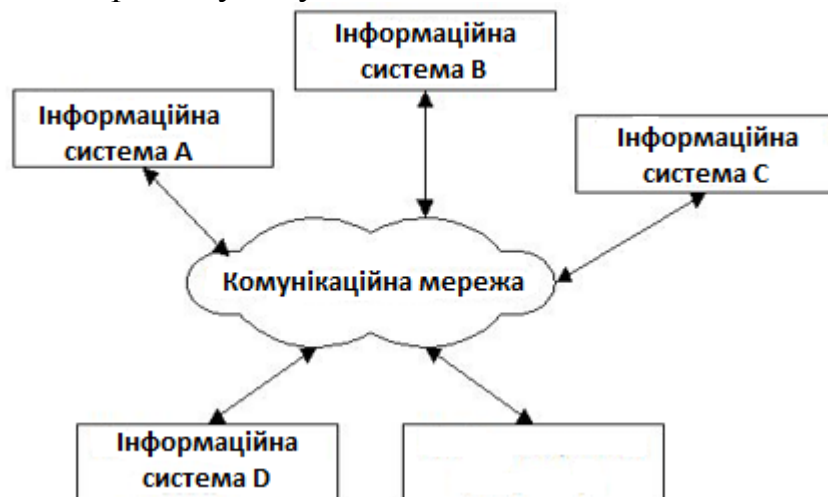 Інформаційна
система B
Інформаційна
система A
Інформаційна
система C
Комунікаційна мережа
Інформаційна
система D